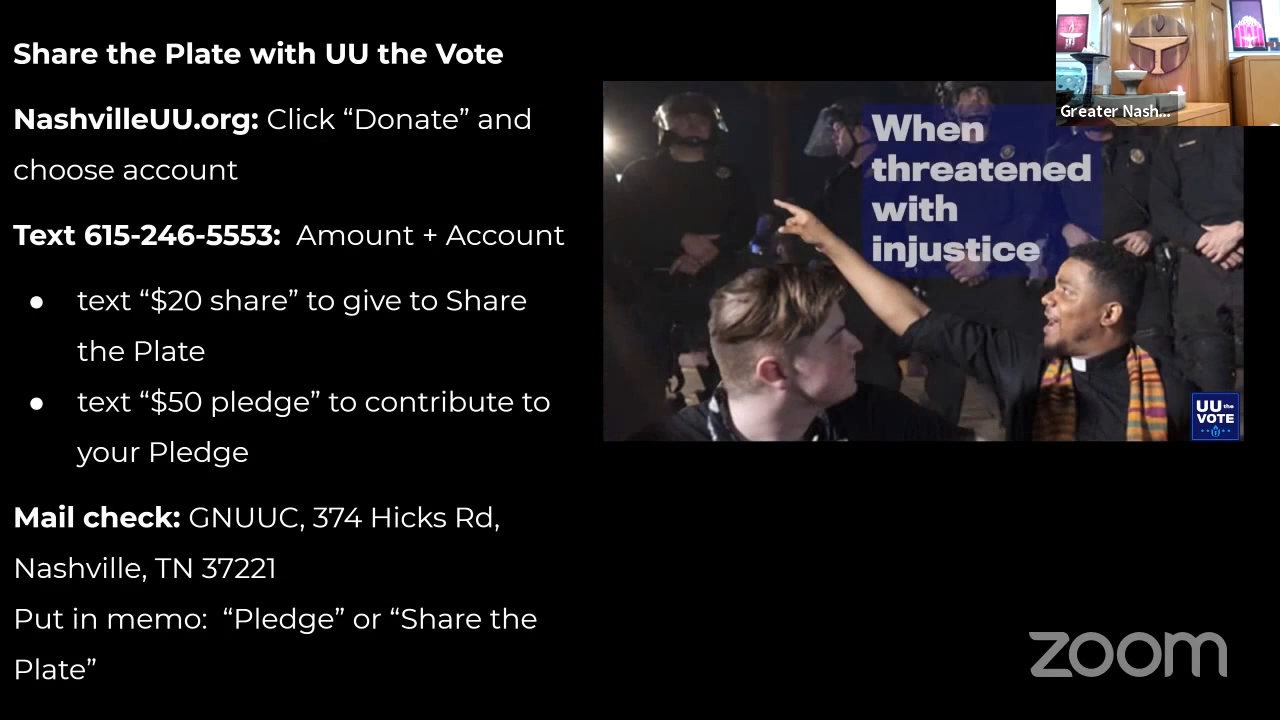 Share the Plate with UU the Vote
NashvilleUU.org: Click “Donate” and
choose account
Text 615-246-5553:  Amount + Account
● text “$20 share” to give to Share
the Plate
● text “$50 pledge” to contribute to
your Pledge
Mail check: GNUUC, 374 Hicks Rd,
Nashville, TN 37221
Put in memo:  “Pledge” or “Share the
Plate”
When
threatened
with
injustice
UU the
VOTE
Greater Nash...
zoom